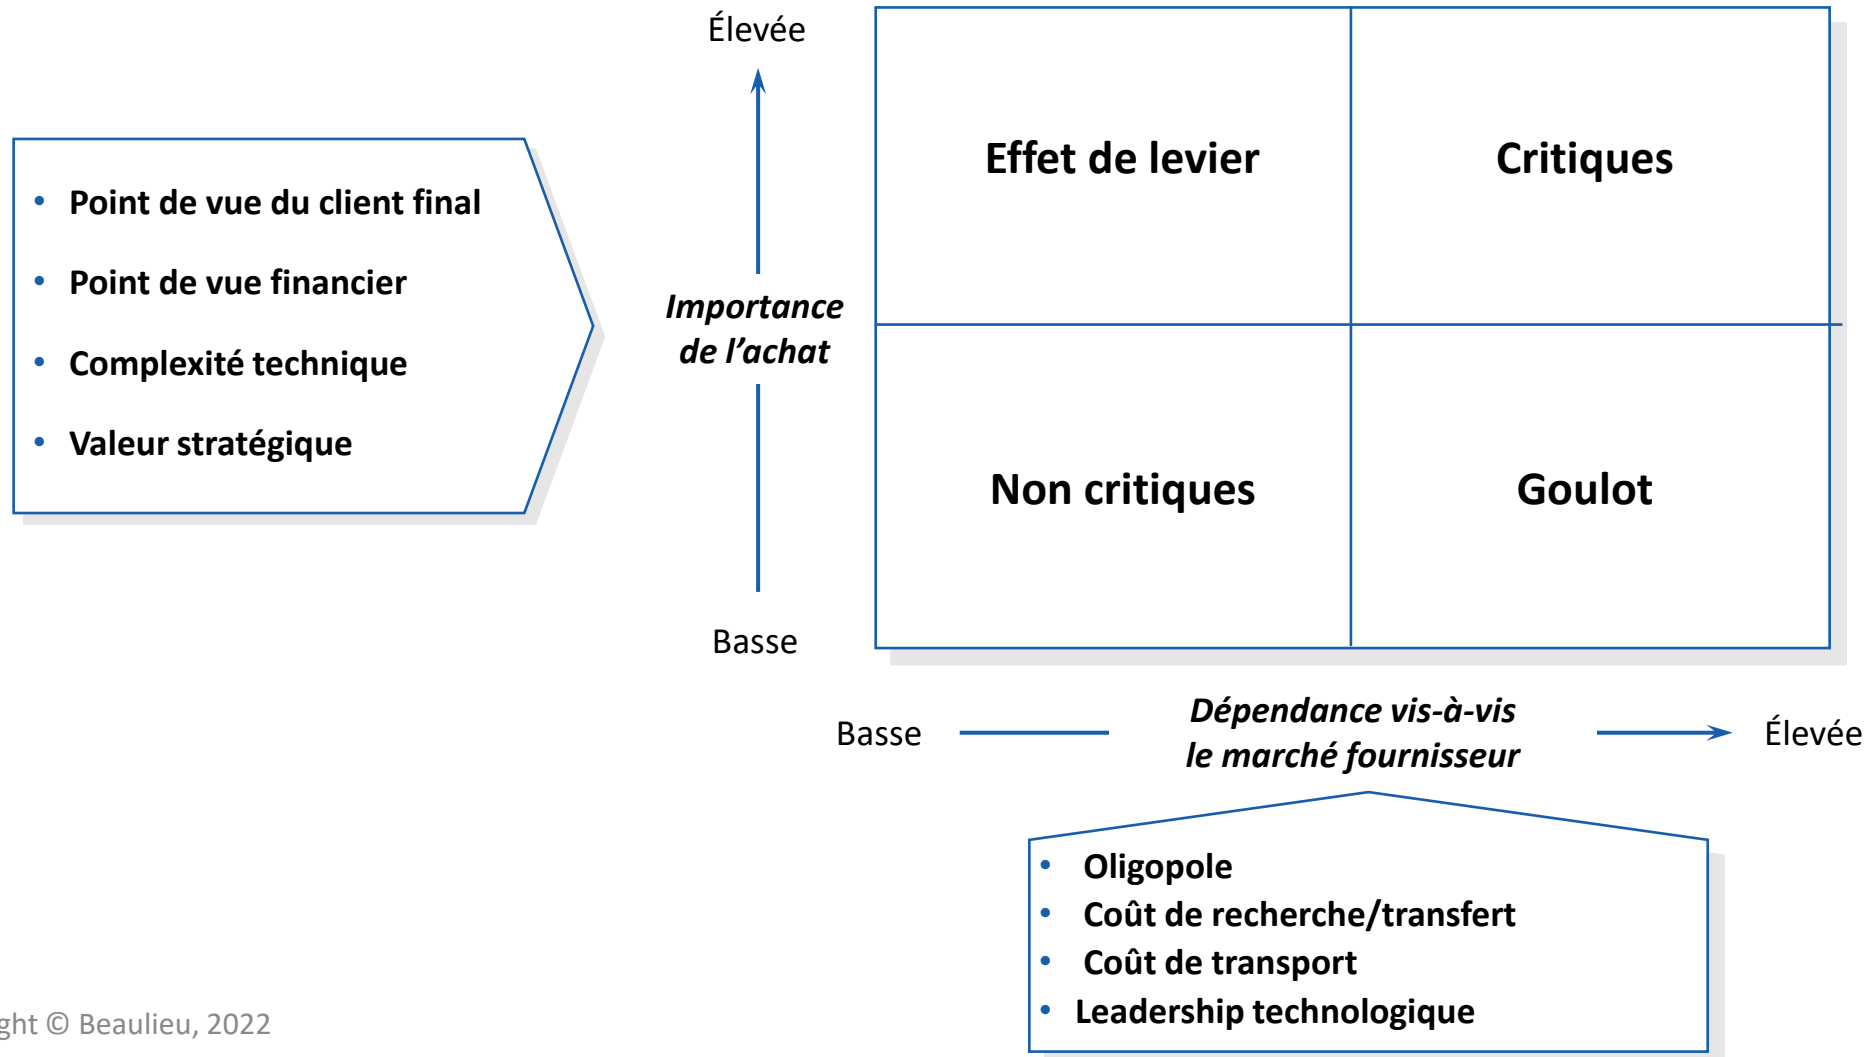 Élevée
Effet de levier
Critiques
• Point de vue du client final
• Point de vue financier
• Complexité technique
• Valeur stratégique
Importance
de l’achat
Non critiques
Goulot
Basse
Basse
Dépendance vis-à-vis
le marché fournisseur
Élevée
• Oligopole
• Coût de recherche/transfert
• Coût de transport
• Leadership technologique
ght © Beaulieu, 2022